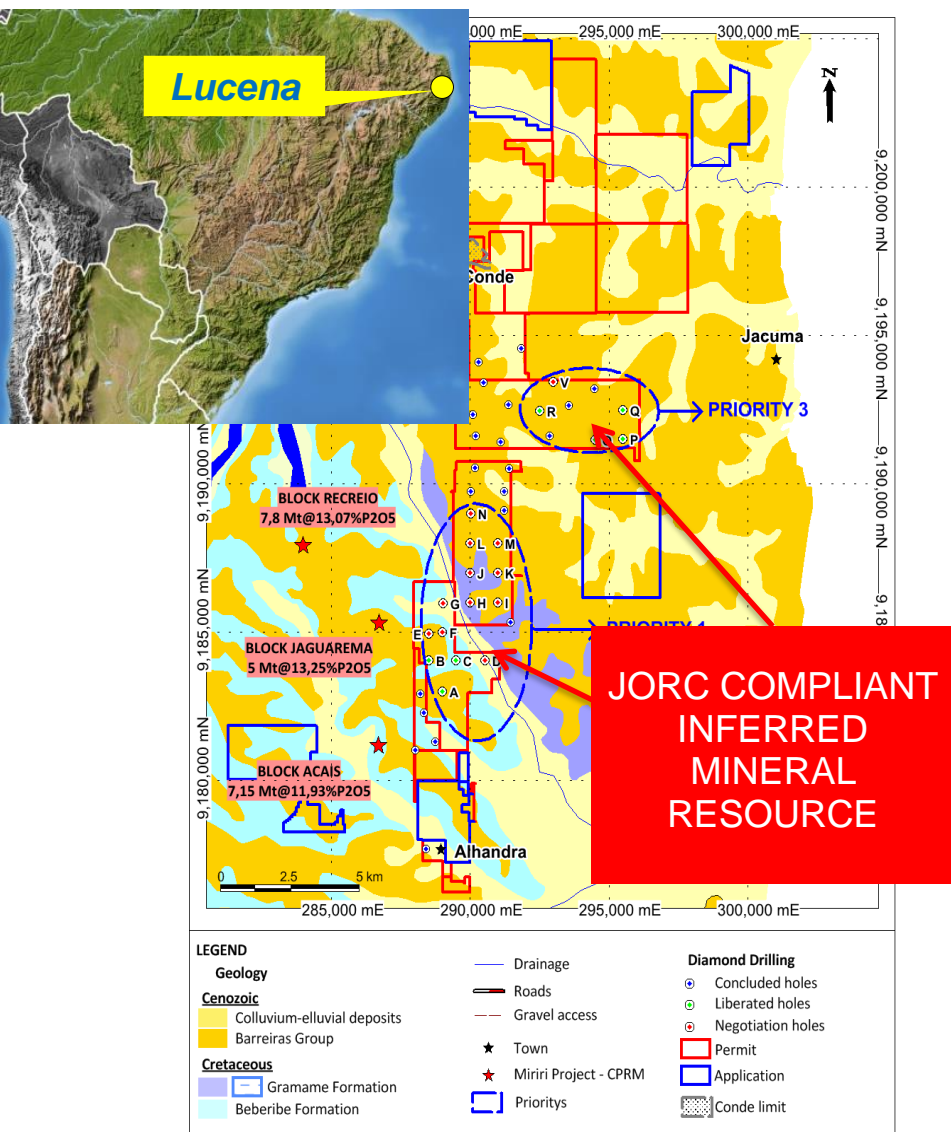 Lucena
295,000 mE
300,000 mE
N
9,200,000 mN
Conde
9,195,000 mN
Jacuma
V
R
Q
P
PRIORITY 3
9,190,000 mN
9,190,000 mN
BLOCK RECREIO
7,8 Mt@13,07%P2O5
N
L
M
J
K
G
H
I
9,185,000 mN
E
F
BLOCK JAGUAREMA
5 Mt@13,25%P2O5
B
C
D
A
JORC COMPLIANT
INFERRED
MINERAL
RESOURCE
9,180,000 mN
BLOCK ACAIS
7,15 Mt@11,93%P2O5
Alhandra
0
2.5
5 km
285,000 mE
290,000 mE
295,000 mE
300,000 mE
LEGEND
Geology
Cenozoic
Colluvium-elluvial deposits
Barreiras Group
Cretaceous
Gramame Formation
Beberibe Formation
Drainage
Roads
Gravel access
Town
Miriri Project - CPRM
Prioritys
Diamond Drilling
Concluded holes
Liberated holes
Negotiation holes
Permit
Application
Conde limit